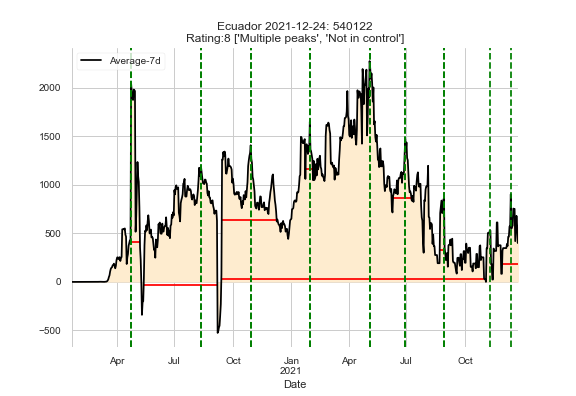 Ecuador 2021-12-24: 540122
Rating:8 ['Multiple peaks', 'Not in control']
Average-7d
2000
1500
1000
500
0
−500
Apr
Jul
Oct
Jan
2021
Apr
Jul
Oct
Date